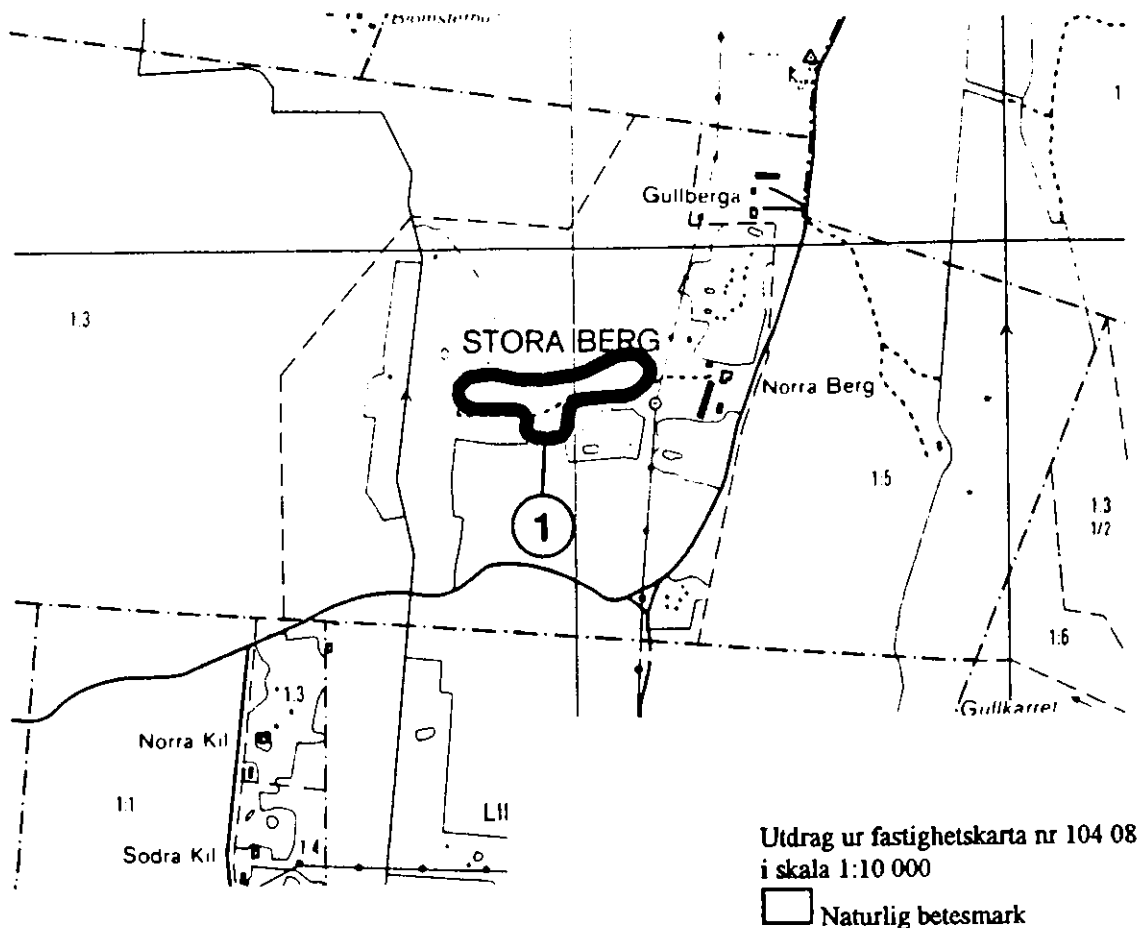 K
1
Gullberga
1:3
STORA BERG
Norra Berg
1:5
1:3
1/2
1
1:6
1:3
Gullkarret
Norra Kil
1:1
LII
Sodra Kil
1:4
Utdrag ur fastighetskarta nr 104 08
i skala 1:10 000
Naturlig betesmark